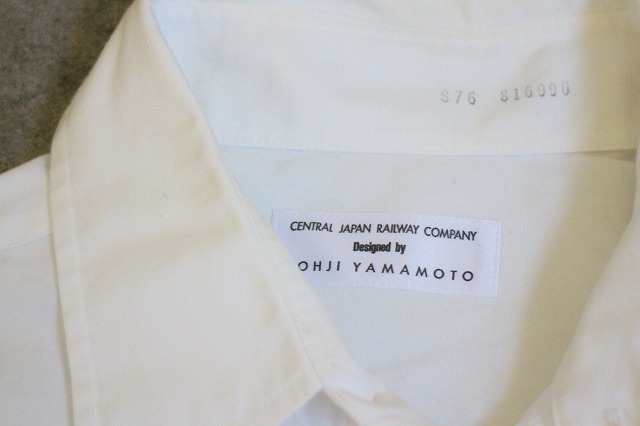 S76 816990
CENTRAL JAPAN RAILWAY COMPANY
Designed by
OHJI YAMAMOTO